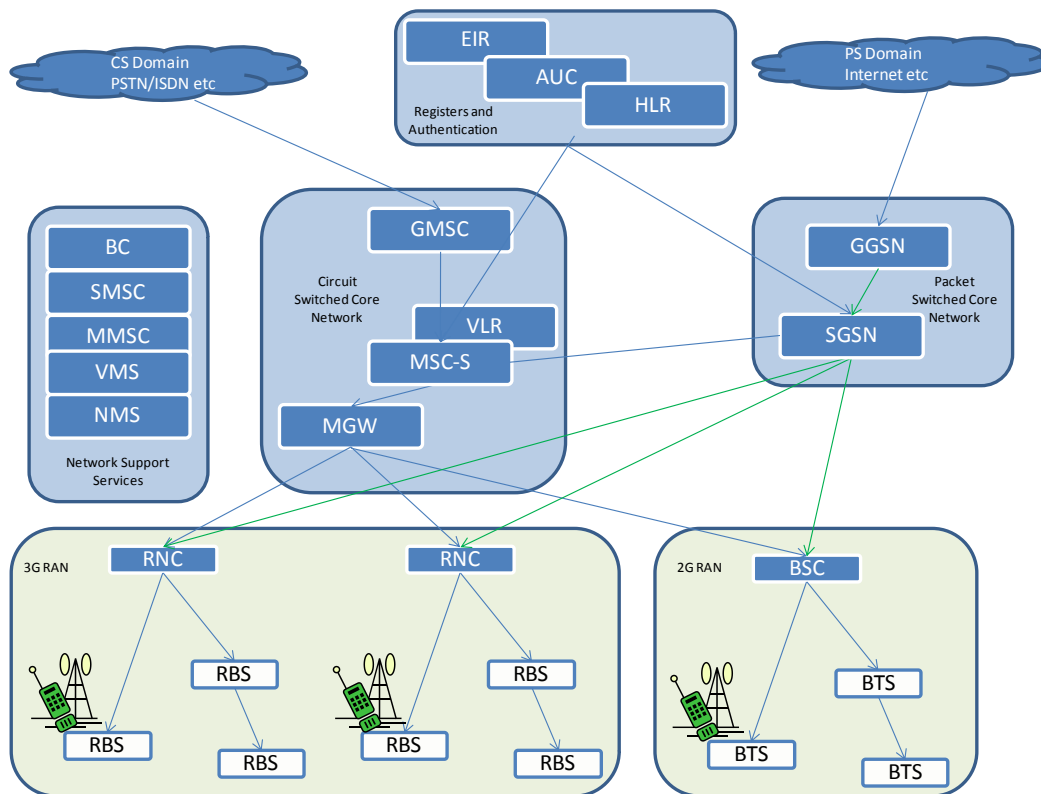 CS Domain
PSTN/ISDN etc
EIR
AUC
HLR
Registers and
Authentication
PS Domain
Internet etc
BC
SMSC
MMSC
VMS
NMS
Network Support
Services
GMSC
Circuit
Switched Core
Network
VLR
MSC-S
MGW
GGSN
Packet
Switched Core
Network
SGSN
3G RAN
RNC
RBS
RBS
RBS
RNC
RBS
RBS
RBS
2G RAN
BSC
BTS
BTS
BTS